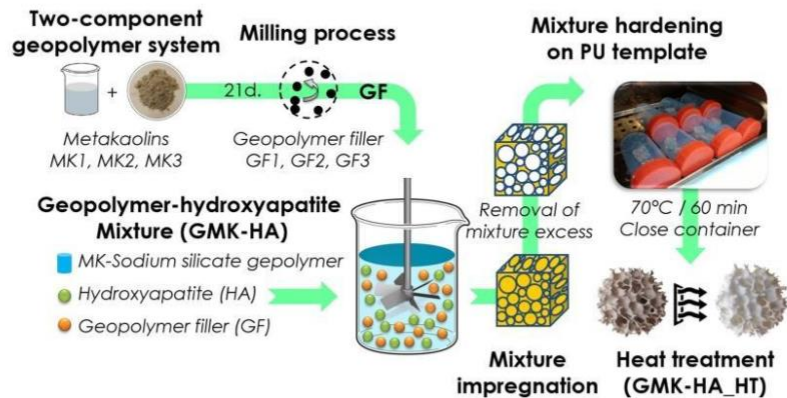 Two-component
geopolymer system
+
Metakaolins
MK1, MK2, MK3
Milling process
21d.
GF
Geopolymer filler
GF1, GF2, GF3
Geopolymer-hydroxyapatite
Mixture (GMK-HA)
MK-Sodium silicate gepolymer
Hydroxyapatite (HA)
Geopolymer filler (GF)
Removal of
mixture excess
Mixture
impregnation
Mixture hardening
on PU template
70°C / 60 min
Close container
Heat treatment
(GMK-HA_HT)